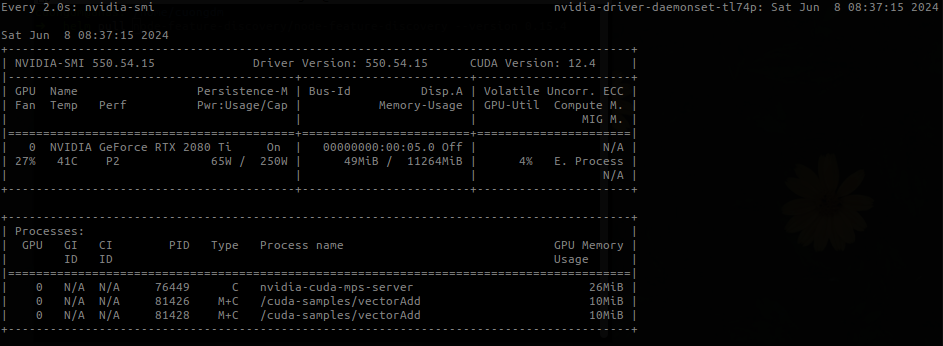 Every 2.0s: nvidia-smi nvidia-driver-daemonset-tl74p: Sat Jun  8 08:37:15 2024
Sat Jun  8 08:37:15 2024
+-----------------------------------------------------------------------------------------+
| NVIDIA-SMI 550.54.15              Driver Version: 550.54.15      CUDA Version: 12.4     |
|-----------------------------------------+------------------------+----------------------+
| GPU  Name                 Persistence-M | Bus-Id          Disp.A | Volatile Uncorr. ECC |
| Fan  Temp   Perf          Pwr:Usage/Cap |           Memory-Usage | GPU-Util  Compute M. |
|                                         |                        |               MIG M. |
|=========================================+========================+======================|
|   0  NVIDIA GeForce RTX 2080 Ti     On  |   00000000:00:05.0 Off |                  N/A |
| 27%   41C    P2              65W /  250W |      49MiB /  11264MiB |      4%   E. Process |
|                                         |                        |                  N/A |
+-----------------------------------------+------------------------+----------------------+
+-----------------------------------------------------------------------------------------+
| Processes:                                                                              |
|  GPU   GI   CI        PID   Type   Process name                              GPU Memory |
|        ID   ID                                                               Usage      |
|=========================================================================================|
|    0   N/A  N/A     76449      C   nvidia-cuda-mps-server                         26MiB |
|    0   N/A  N/A     81426    M+C   /cuda-samples/vectorAdd                        10MiB |
|    0   N/A  N/A     81428    M+C   /cuda-samples/vectorAdd                        10MiB |
+-----------------------------------------------------------------------------------------+